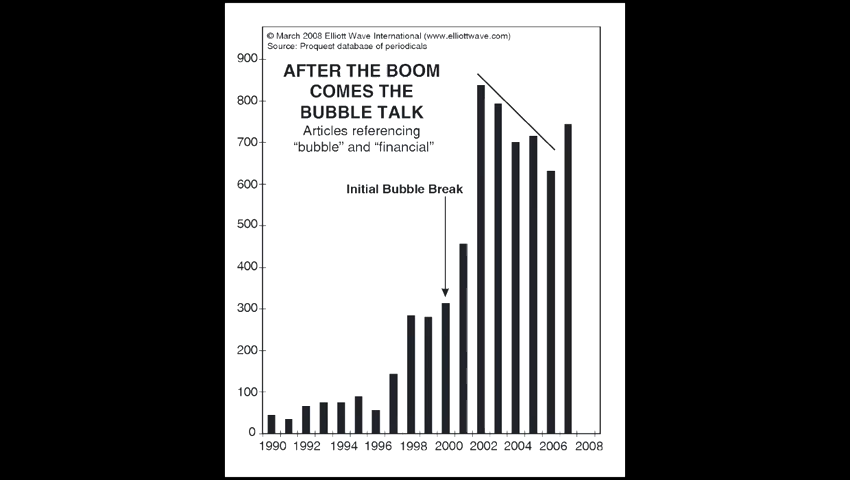 © March 2008 Elliott Wave International (www.elliottwave.com)
Source: Proquest database of periodicals
AFTER THE BOOM
COMES THE
BUBBLE TALK
Articles referencing
“bubble” and “financial”
Initial Bubble Break
900
800
700
600
500
400
300
200
100
0
1990 1992 1994 1996 1998 2000 2002 2004 2006 2008